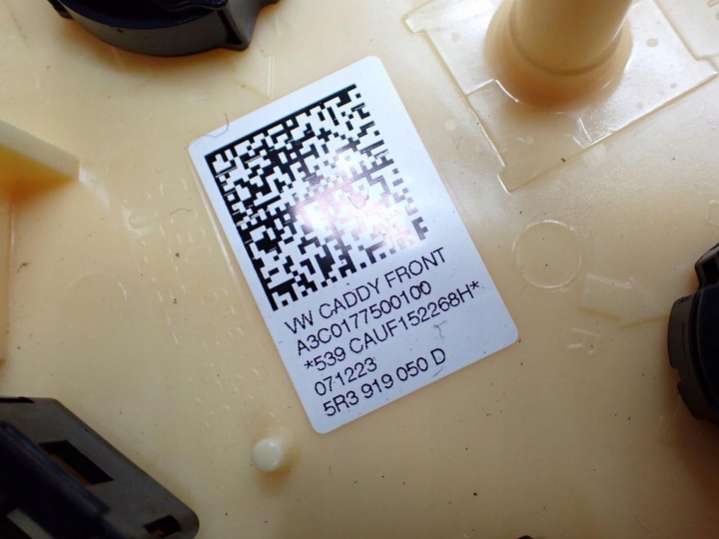 VW CADDY FRONT
A3C0177500100
*539 CAUF152268H*
071223
5R3 919 050 D